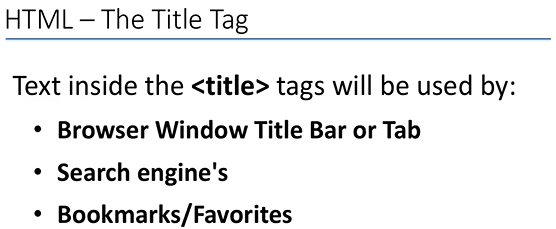 HTML – The Title Tag
Text inside the <title> tags will be used by:
• Browser Window Title Bar or Tab
• Search engine's
• Bookmarks/Favorites